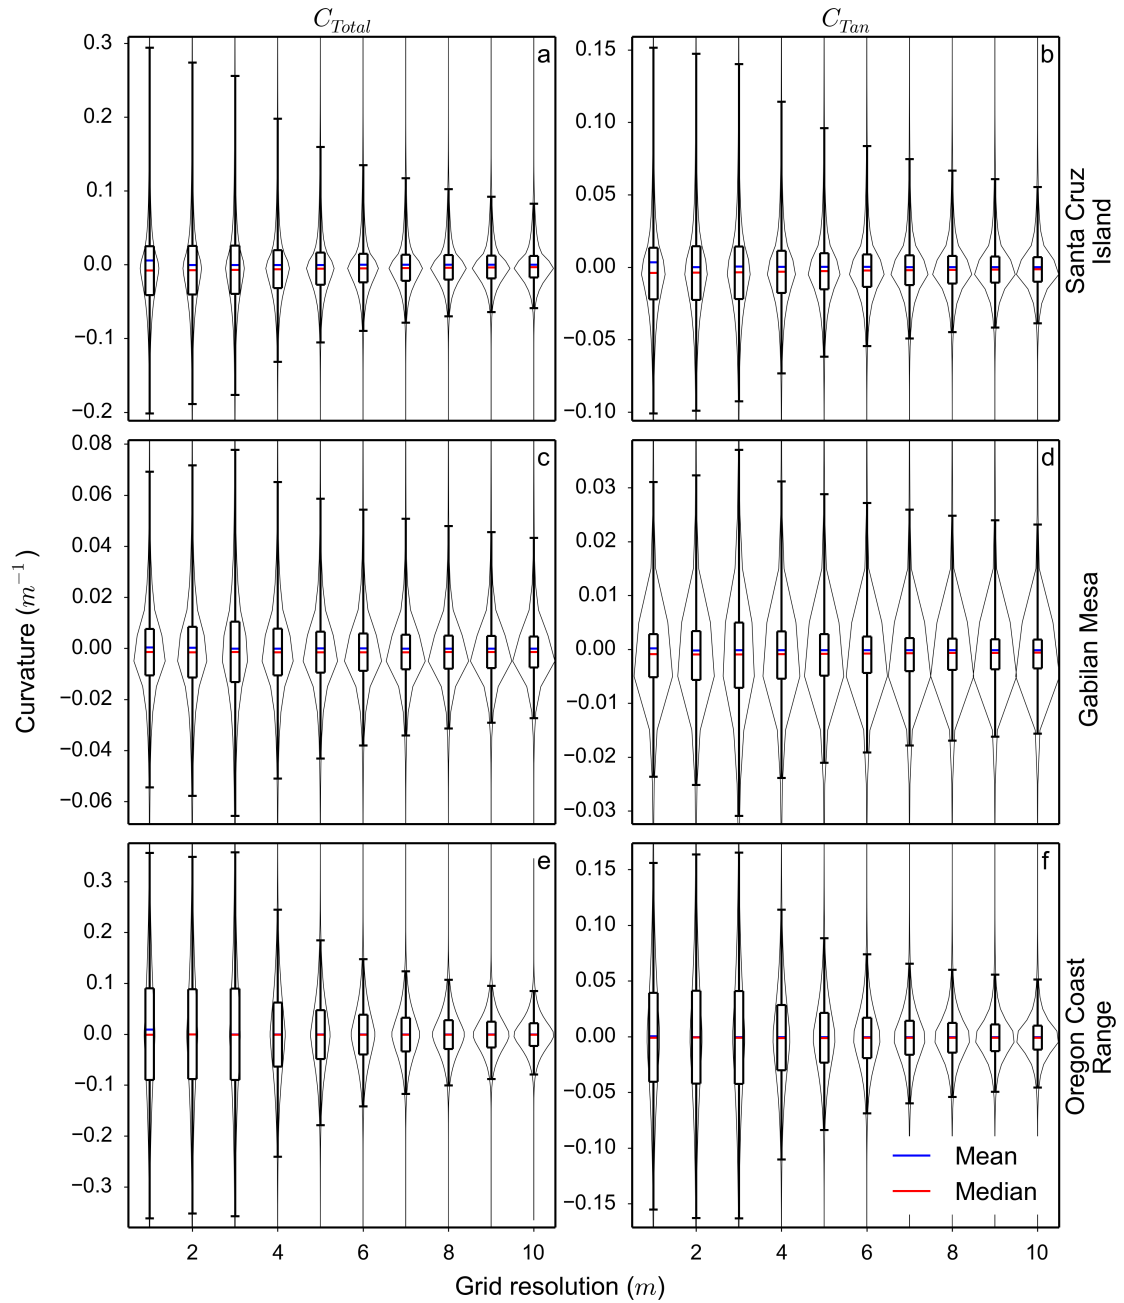 C_Total
C_Tan
a
0.3
0.2
0.1
0.0
−0.1
−0.2
b
0.15
0.10
0.05
0.00
−0.05
−0.10
Santa Cruz
Island
c
0.08
0.06
0.04
0.02
0.00
−0.02
−0.04
−0.06
d
0.03
0.02
0.01
0.00
−0.01
−0.02
−0.03
Gabilan Mesa
Curvature (m⁻¹)
e
0.3
0.2
0.1
0.0
−0.1
−0.2
−0.3
f
0.15
0.10
0.05
0.00
−0.05
−0.10
−0.15
Oregon Coast
Range
Mean
Median
2 4 6 8 10
2 4 6 8 10
Grid resolution (m)